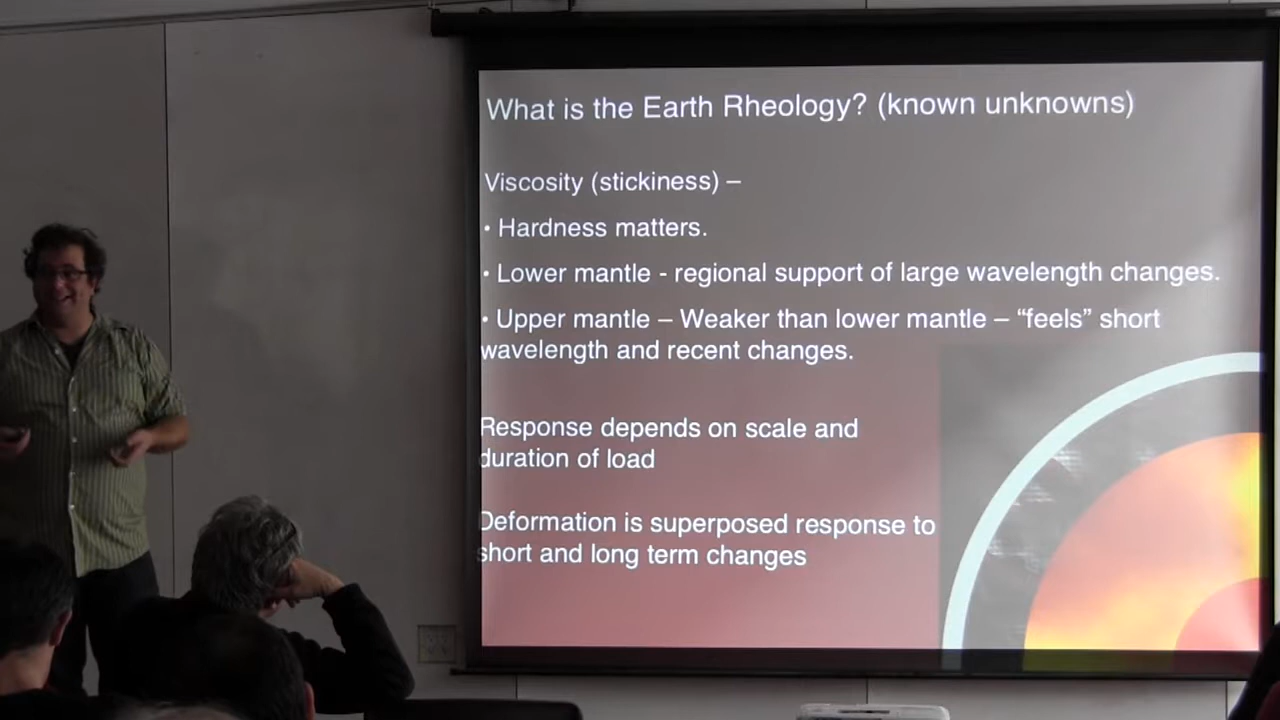 What is the Earth Rheology? (known unknowns)
Viscosity (stickiness) –
• Hardness matters.
• Lower mantle - regional support of large wavelength changes.
• Upper mantle – Weaker than lower mantle – “feels” short
wavelength and recent changes.
Response depends on scale and
duration of load
Deformation is superposed response to
short and long term changes